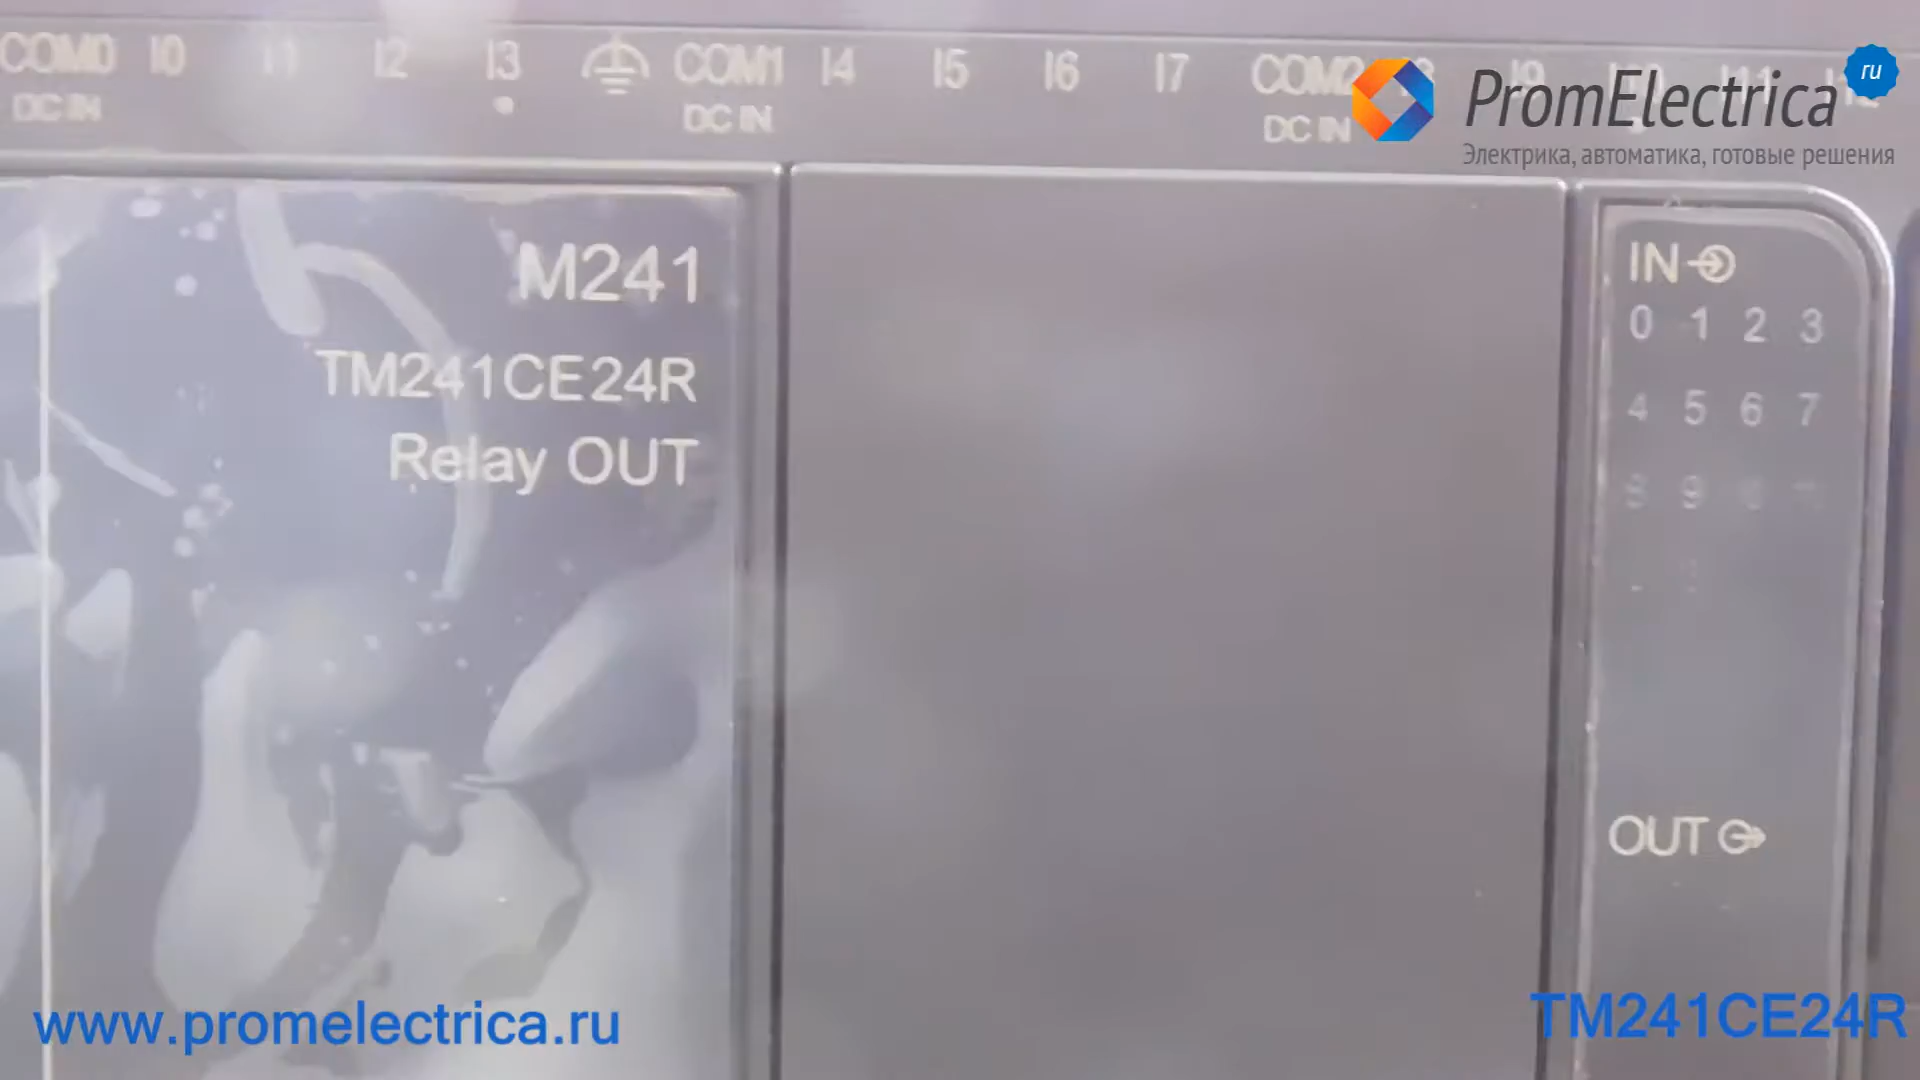 COM0 I0 I1 I2 I3 COM1 I4 I5 I6 I7 COM2
DC IN DC IN DC IN
PromElectrica ru
Электрика, автоматика, готовые решения
M241
TM241CE24R
Relay OUT
IN
0 1 2 3
4 5 6 7
8 9
OUT
www.promelectrica.ru
TM241CE24R